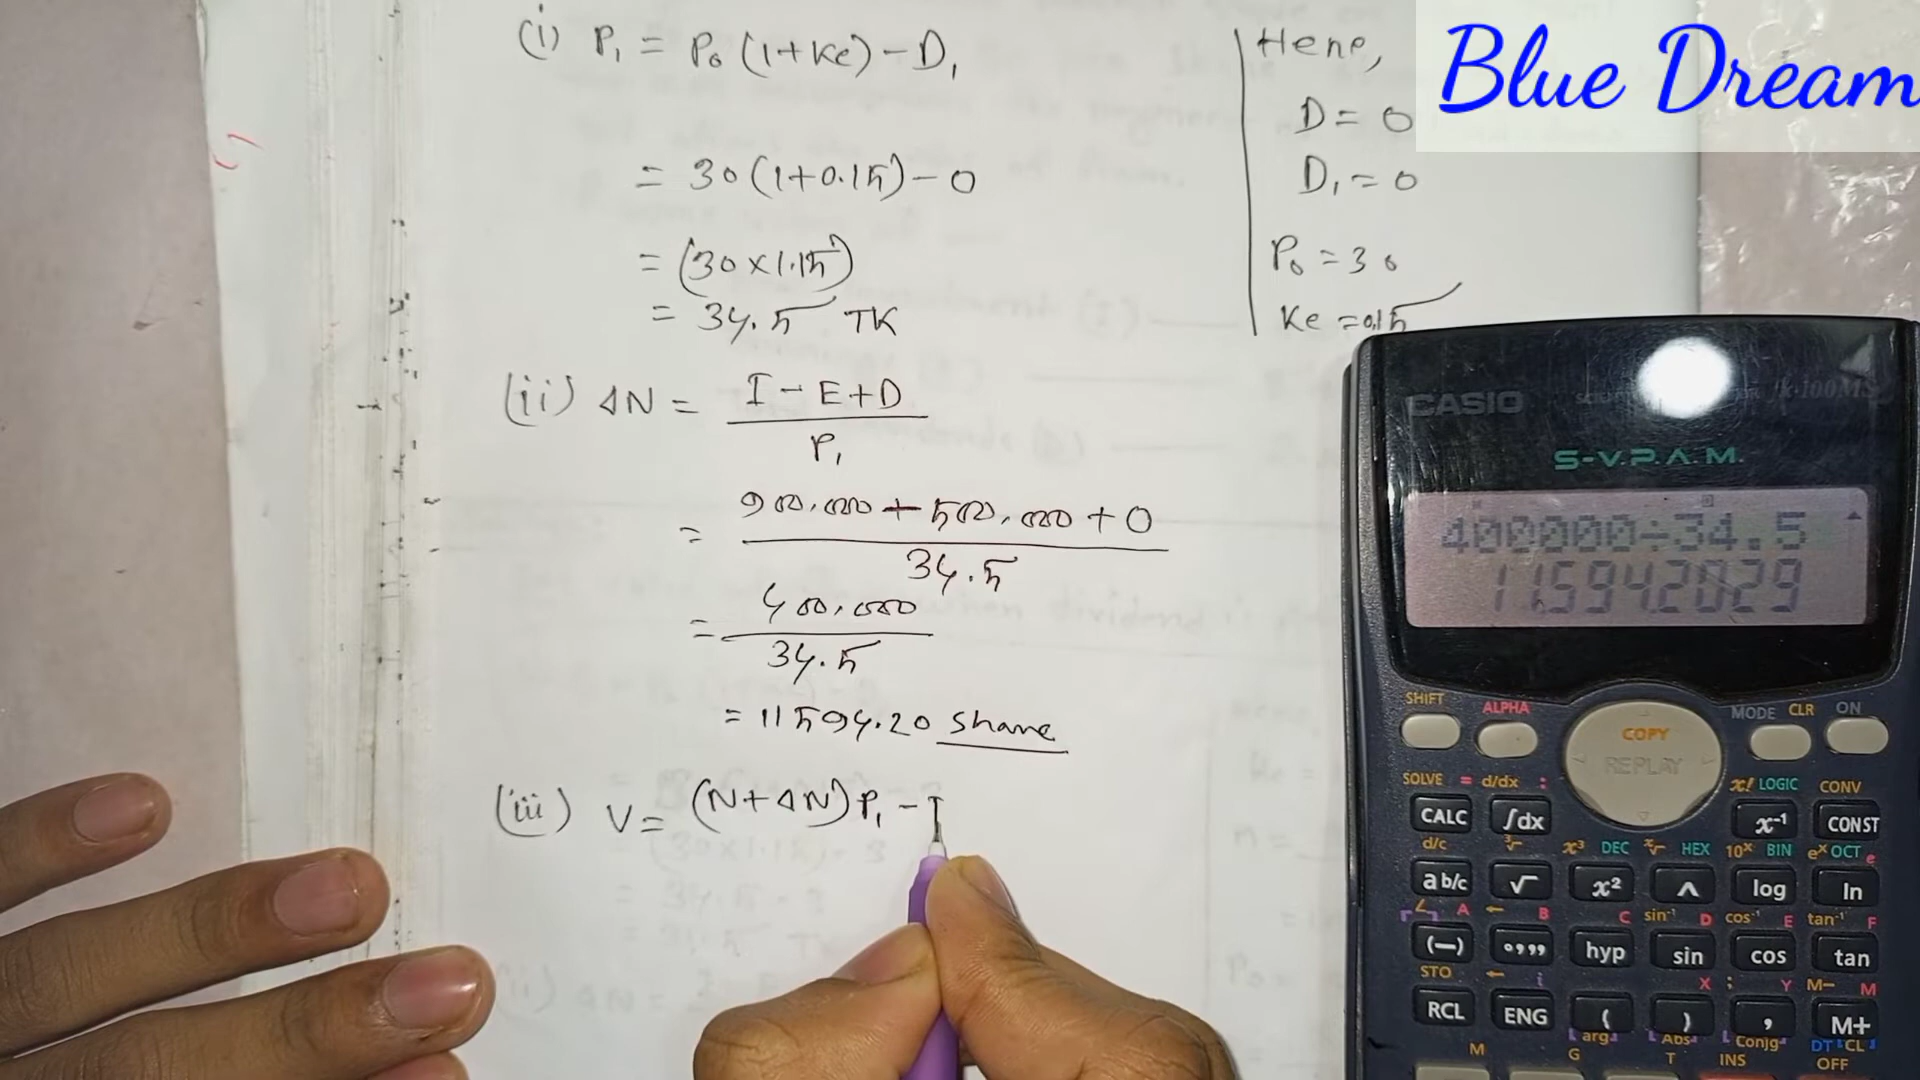 (i) P₁ = P₀ (1+Ke) - D₁
= 30 (1+0.15) - 0
= (30×1.15)
= 34.5 TK
(ii) ΔN = I - E + D / P₁
= 900,000 + 500,000 + 0 / 34.5
= 400,000 / 34.5
= 11594.20 Share
(iii) V = (N+ΔN) P₁ - I
Here,
D = 0
D₁ = 0
P₀ = 30
Ke = 0.15
Blue Dream
CASIO
S-V.P.A.M.
400000÷34.5
11594.2029
SHIFT ALPHA COPY REPLAY MODE CLR ON
SOLVE = d/dx : x! LOGIC CONV
CALC ∫dx x⁻¹ CONST
d/c ³√ x³ DEC ˣ√ HEX 10ˣ BIN eˣ OCT e
a b/c √ x² ^ log ln
∠ A ← B C sin⁻¹ D cos⁻¹ E tan⁻¹ F
(−) °,,, hyp sin cos tan
STO ← i X ; Y M− M
RCL ENG ( ) , M+
M G arg T Abs INS Conjg DT CL OFF